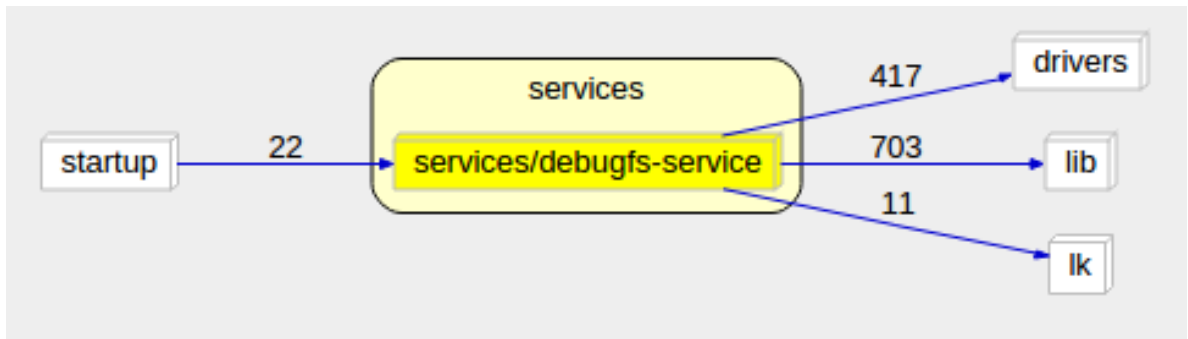 drivers
417
services
startup
22
services/debugfs-service
703
lib
11
lk